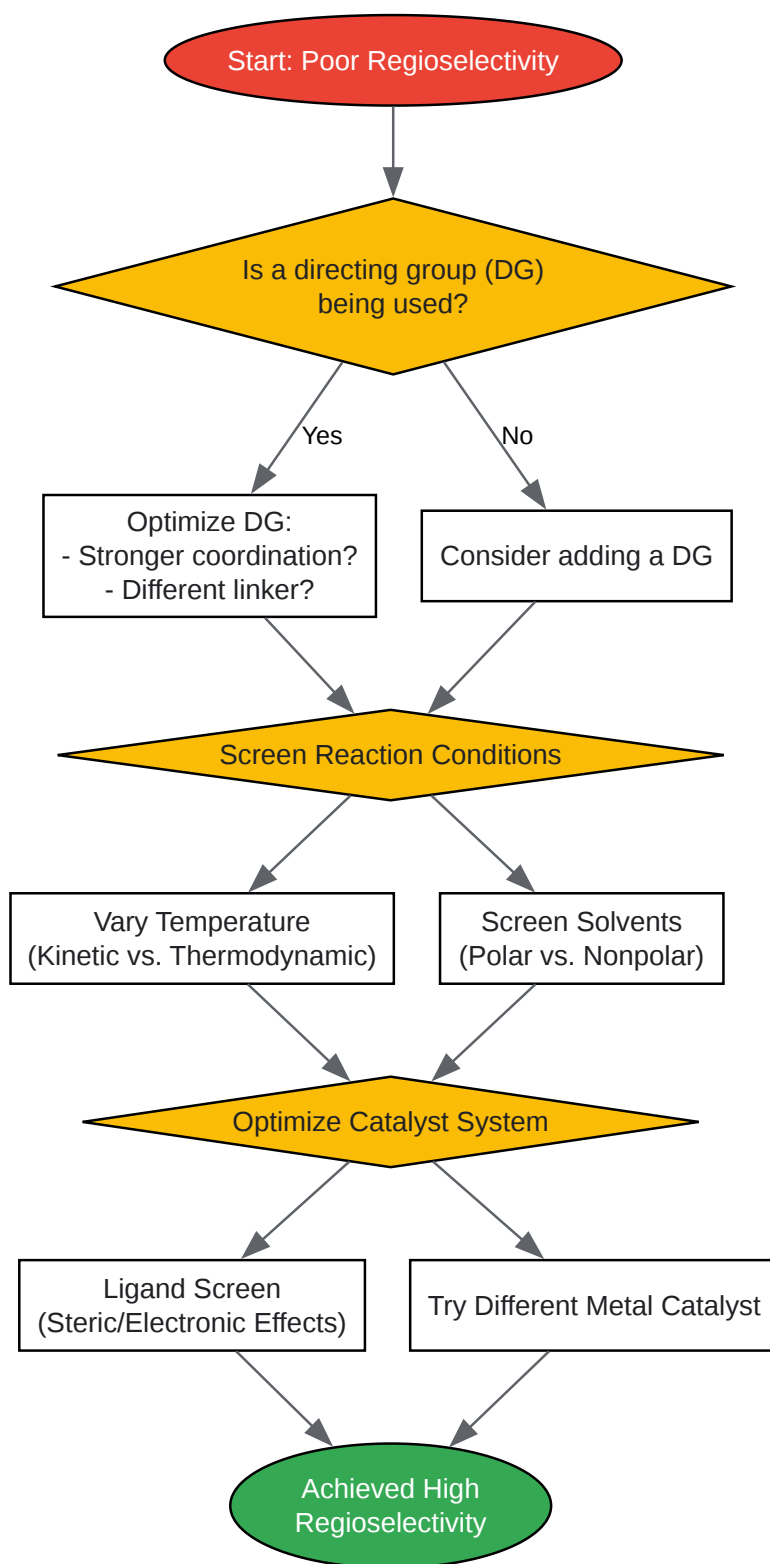 Start: Poor Regioselectivity
Is a directing group (DG)
being used?
Yes
No
Optimize DG:
- Stronger coordination?
- Different linker?
Consider adding a DG
Screen Reaction Conditions
Vary Temperature
(Kinetic vs. Thermodynamic)
Screen Solvents
(Polar vs. Nonpolar)
Optimize Catalyst System
Ligand Screen
(Steric/Electronic Effects)
Try Different Metal Catalyst
Achieved High
Regioselectivity